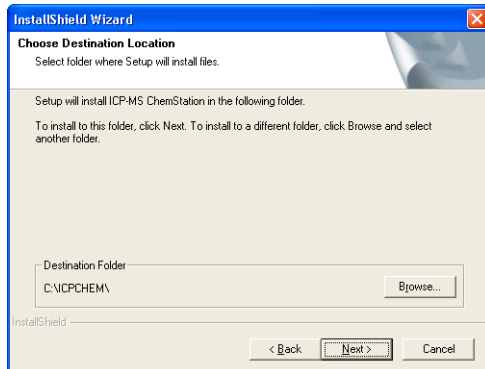 InstallShield Wizard
Choose Destination Location
Select folder where Setup will install files.
Setup will install ICP-MS ChemStation in the following folder.
To install to this folder, click Next. To install to a different folder, click Browse and select
another folder.
Destination Folder
C:\ICPCHEM\
Browse...
InstallShield
< Back
Next >
Cancel